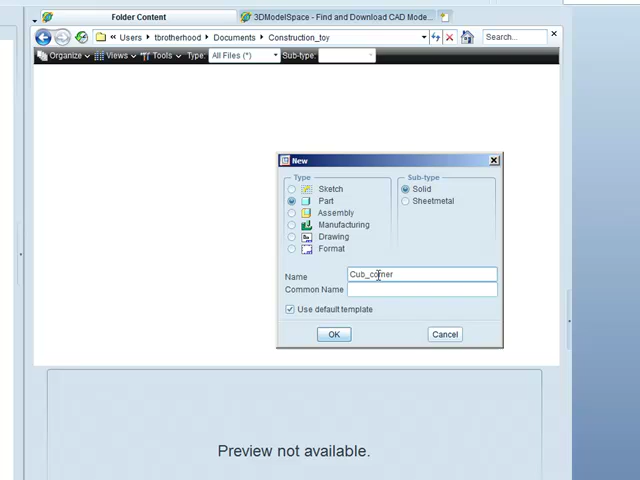 Folder Content
3DModelSpace - Find and Download CAD Mode...
Users tbrotherhood Documents Construction_toy
Search...
Organize Views Tools Type: All Files (*) Sub-type:
New
Type
Sketch
Part
Assembly
Manufacturing
Drawing
Format
Sub-type
Solid
Sheetmetal
Name Cub_corner
Common Name
Use default template
OK Cancel
Preview not available.